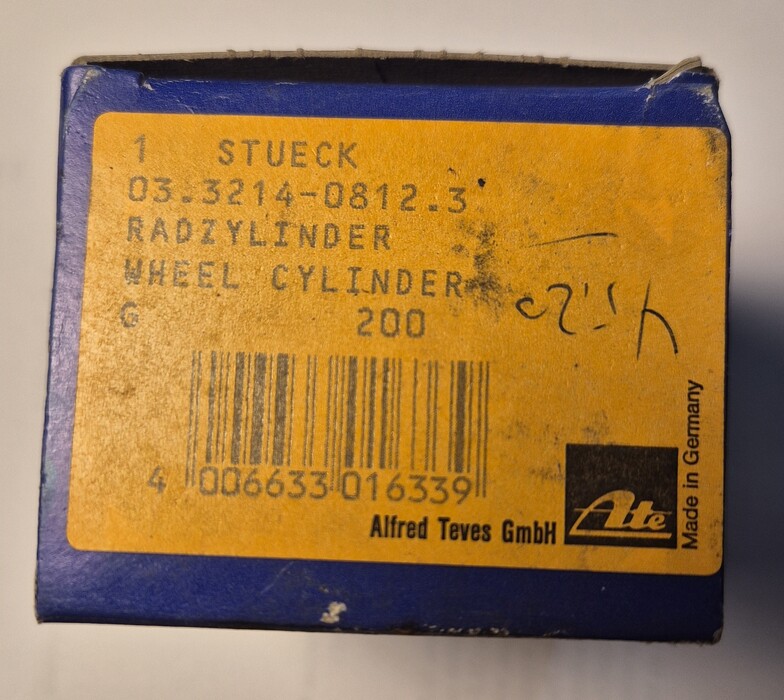 1 STUECK
03.3214-0812.3
RADZYLINDER
WHEEL CYLINDER
G 200
4 006633 016339
Alfred Teves GmbH
Ate
Made in Germany